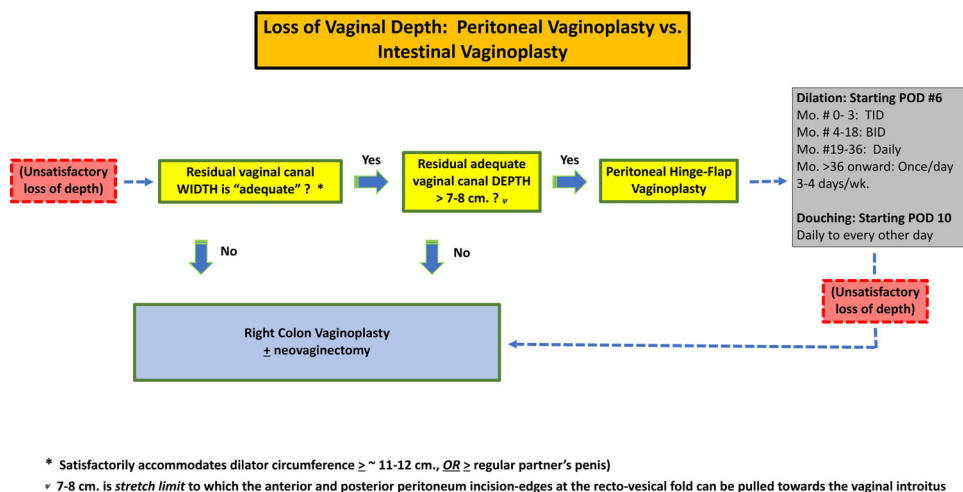 Loss of Vaginal Depth:  Peritoneal Vaginoplasty vs.
Intestinal Vaginoplasty
(Unsatisfactory
loss of depth)
Residual vaginal canal
WIDTH is “adequate” ? *
Yes
Residual adequate
vaginal canal DEPTH
> 7-8 cm. ? ψ
Yes
Peritoneal Hinge-Flap
Vaginoplasty
Dilation: Starting POD #6
Mo. # 0- 3:  TID
Mo. # 4-18: BID
Mo. #19-36:  Daily
Mo. >36 onward: Once/day
3-4 days/wk.
Douching: Starting POD 10
Daily to every other day
No
No
(Unsatisfactory
loss of depth)
Right Colon Vaginoplasty
± neovaginectomy
* Satisfactorily accommodates dilator circumference ≥ ~ 11-12 cm., OR ≥ regular partner’s penis)
ψ 7-8 cm. is stretch limit to which the anterior and posterior peritoneum incision-edges at the recto-vesical fold can be pulled towards the vaginal introitus